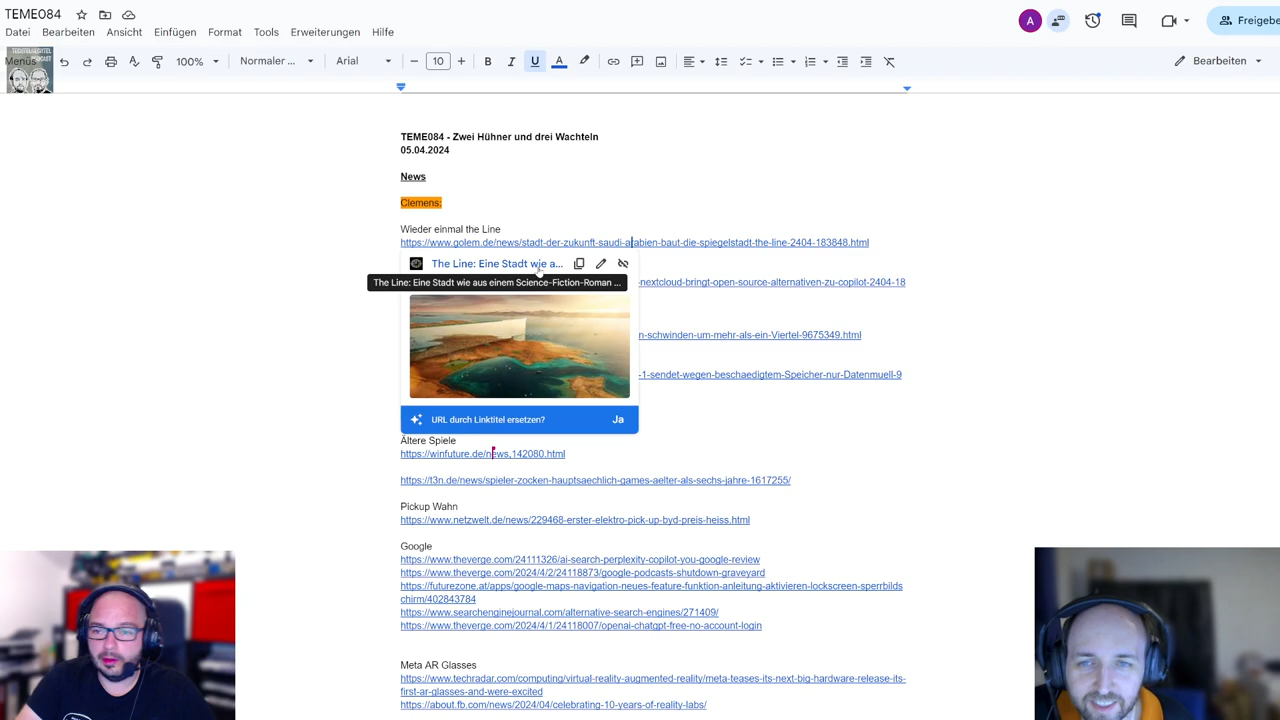 TEME084
Datei Bearbeiten Ansicht Einfügen Format Tools Erweiterungen Hilfe
A
Freigebe
Menüs
100% Normaler ... Arial 10 B I U A Bearbeiten
PODCAST
TEME084 - Zwei Hühner und drei Wachteln
05.04.2024
News
Clemens:
Wieder einmal the Line
https://www.golem.de/news/stadt-der-zukunft-saudi-arabien-baut-die-spiegelstadt-the-line-2404-183848.html
The Line: Eine Stadt wie a...
The Line: Eine Stadt wie aus einem Science-Fiction-Roman ...
-nextcloud-bringt-open-source-alternativen-zu-copilot-2404-18
n-schwinden-um-mehr-als-ein-Viertel-9675349.html
-1-sendet-wegen-beschaedigtem-Speicher-nur-Datenmuell-9
URL durch Linktitel ersetzen? Ja
Ältere Spiele
https://winfuture.de/news,142080.html
https://t3n.de/news/spieler-zocken-hauptsaechlich-games-aelter-als-sechs-jahre-1617255/
Pickup Wahn
https://www.netzwelt.de/news/229468-erster-elektro-pick-up-byd-preis-heiss.html
Google
https://www.theverge.com/24111326/ai-search-perplexity-copilot-you-google-review
https://www.theverge.com/2024/4/2/24118873/google-podcasts-shutdown-graveyard
https://futurezone.at/apps/google-maps-navigation-neues-feature-funktion-anleitung-aktivieren-lockscreen-sperrbilds
chirm/402843784
https://www.searchenginejournal.com/alternative-search-engines/271409/
https://www.theverge.com/2024/4/1/24118007/openai-chatgpt-free-no-account-login
Meta AR Glasses
https://www.techradar.com/computing/virtual-reality-augmented-reality/meta-teases-its-next-big-hardware-release-its-
first-ar-glasses-and-were-excited
https://about.fb.com/news/2024/04/celebrating-10-years-of-reality-labs/